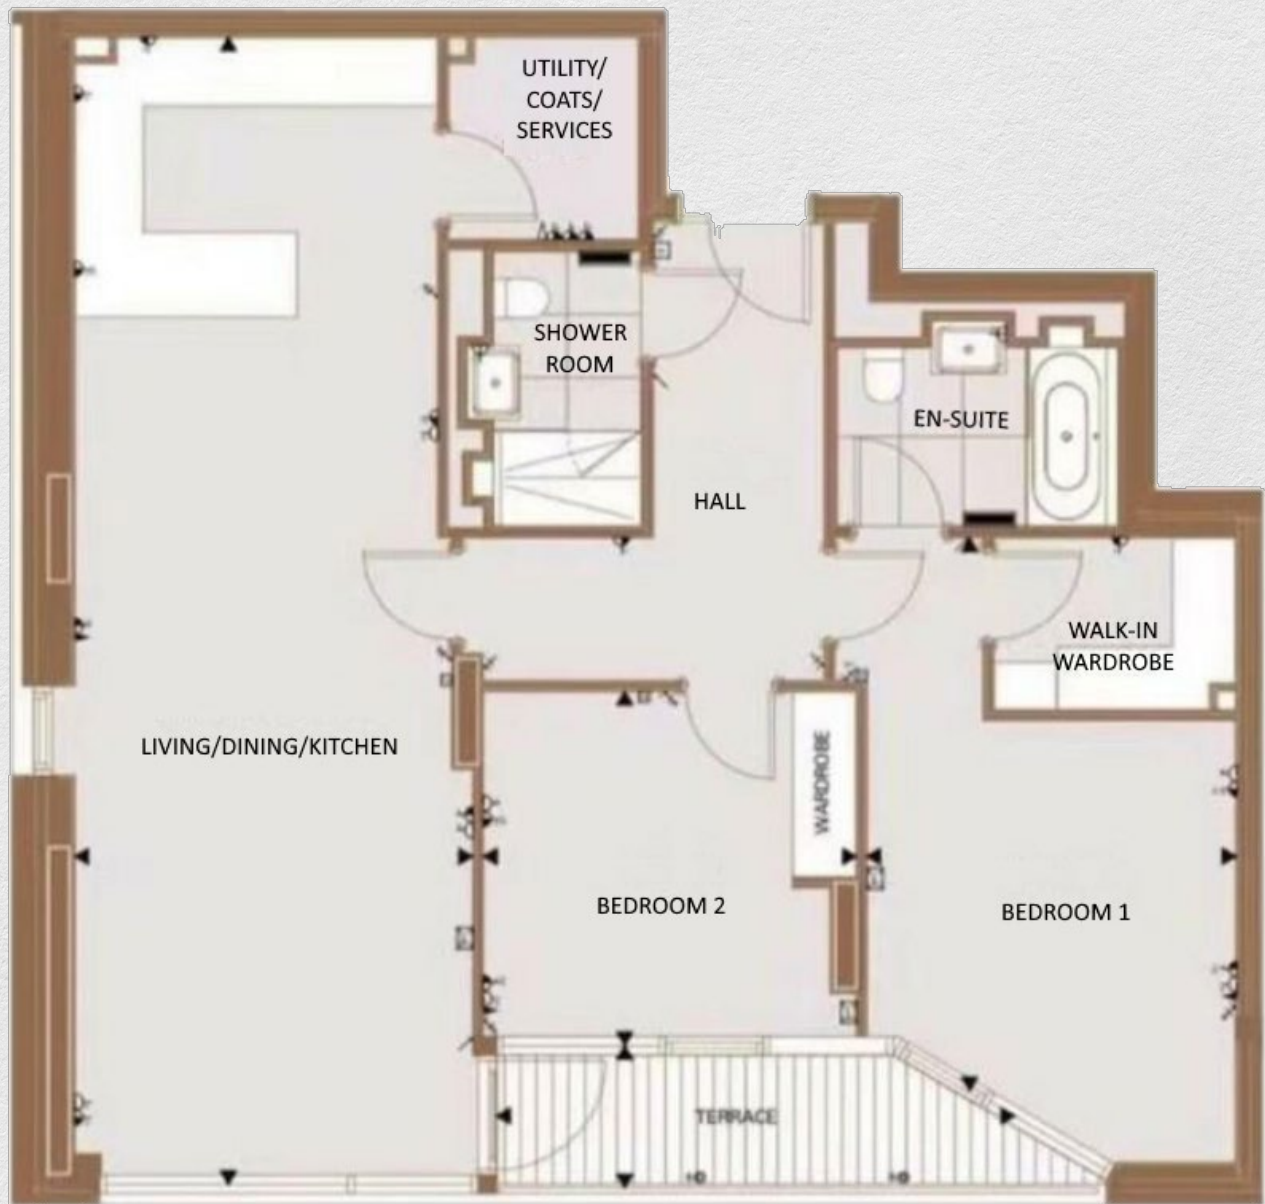 UTILITY/
COATS/
SERVICES
SHOWER
ROOM
EN-SUITE
HALL
WALK-IN
WARDROBE
LIVING/DINING/KITCHEN
WARDROBE
BEDROOM 2
BEDROOM 1
TERRACE